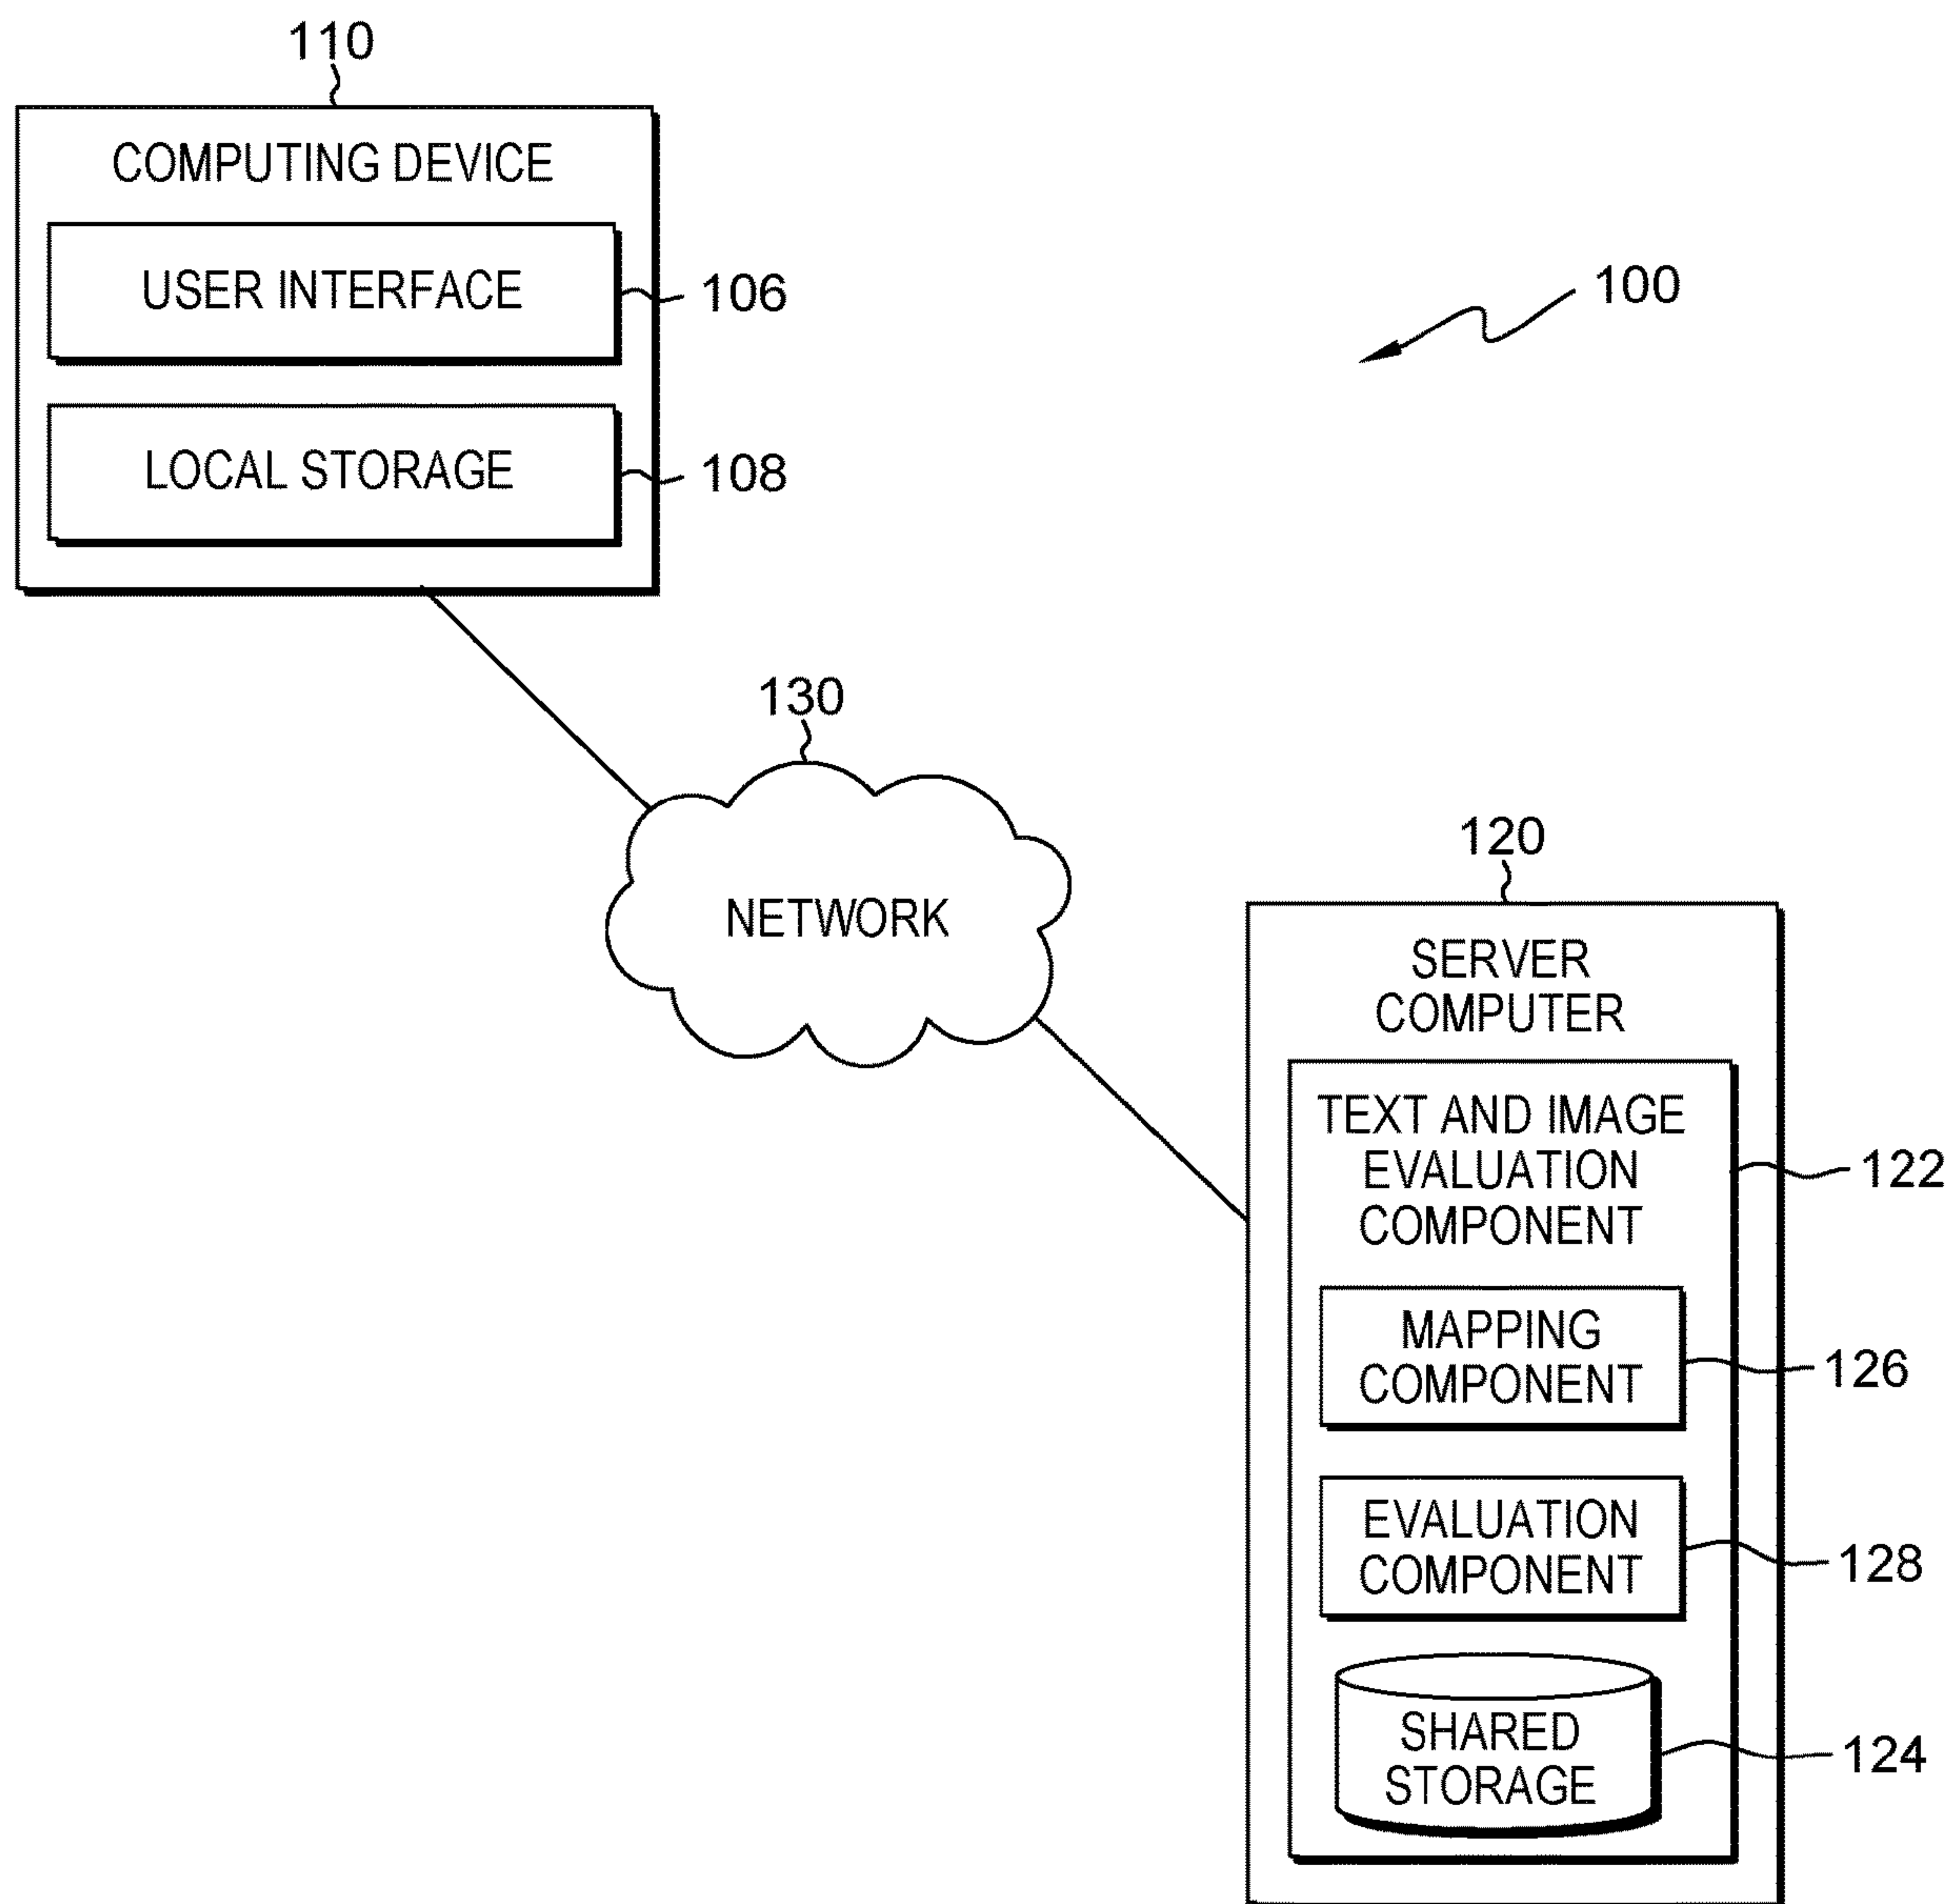 110
COMPUTING DEVICE
USER INTERFACE
106
100
LOCAL STORAGE
108
130
NETWORK
120
SERVER
COMPUTER
TEXT AND IMAGE
EVALUATION
COMPONENT
122
MAPPING
COMPONENT
126
EVALUATION
COMPONENT
128
SHARED
STORAGE
124